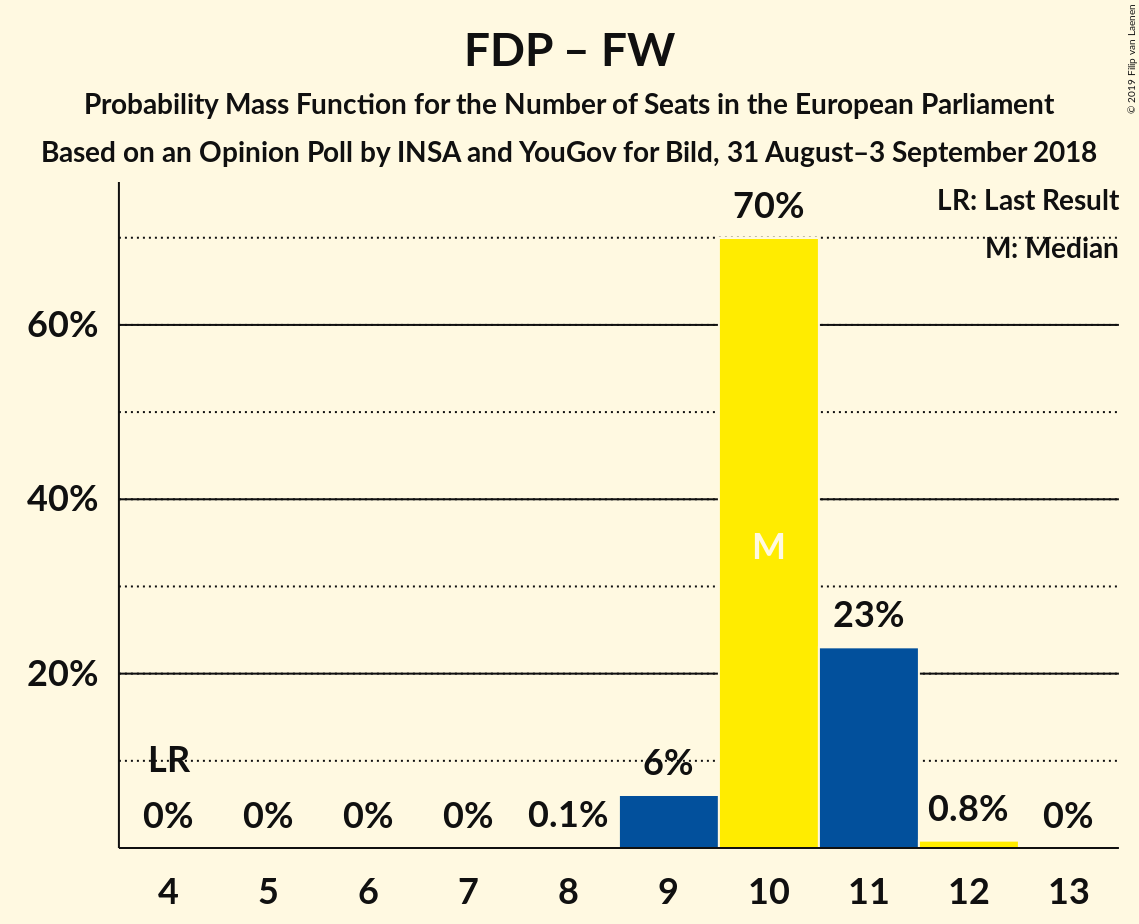 FDP – FW
Probability Mass Function for the Number of Seats in the European Parliament
Based on an Opinion Poll by INSA and YouGov for Bild, 31 August–3 September 2018
© 2019 Filip van Laenen
LR: Last Result
M: Median
70%
60%
40%
M
23%
20%
LR
6%
0% 0% 0% 0% 0.1% 0.8% 0%
4 5 6 7 8 9 10 11 12 13